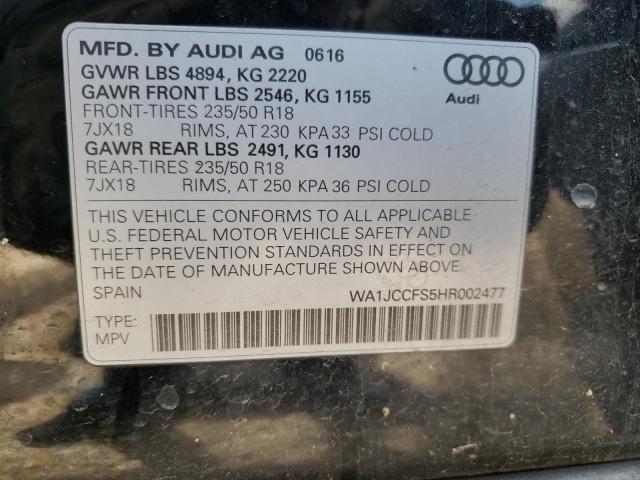 MFD. BY AUDI AG 0616
GVWR LBS 4894, KG 2220
GAWR FRONT LBS 2546, KG 1155
FRONT-TIRES 235/50 R18
7JX18 RIMS, AT 230 KPA 33 PSI COLD
GAWR REAR LBS 2491, KG 1130
REAR-TIRES 235/50 R18
7JX18 RIMS, AT 250 KPA 36 PSI COLD
Audi
THIS VEHICLE CONFORMS TO ALL APPLICABLE
U.S. FEDERAL MOTOR VEHICLE SAFETY AND
THEFT PREVENTION STANDARDS IN EFFECT ON
THE DATE OF MANUFACTURE SHOWN ABOVE.
SPAIN WA1JCCFS5HR002477
TYPE:
MPV